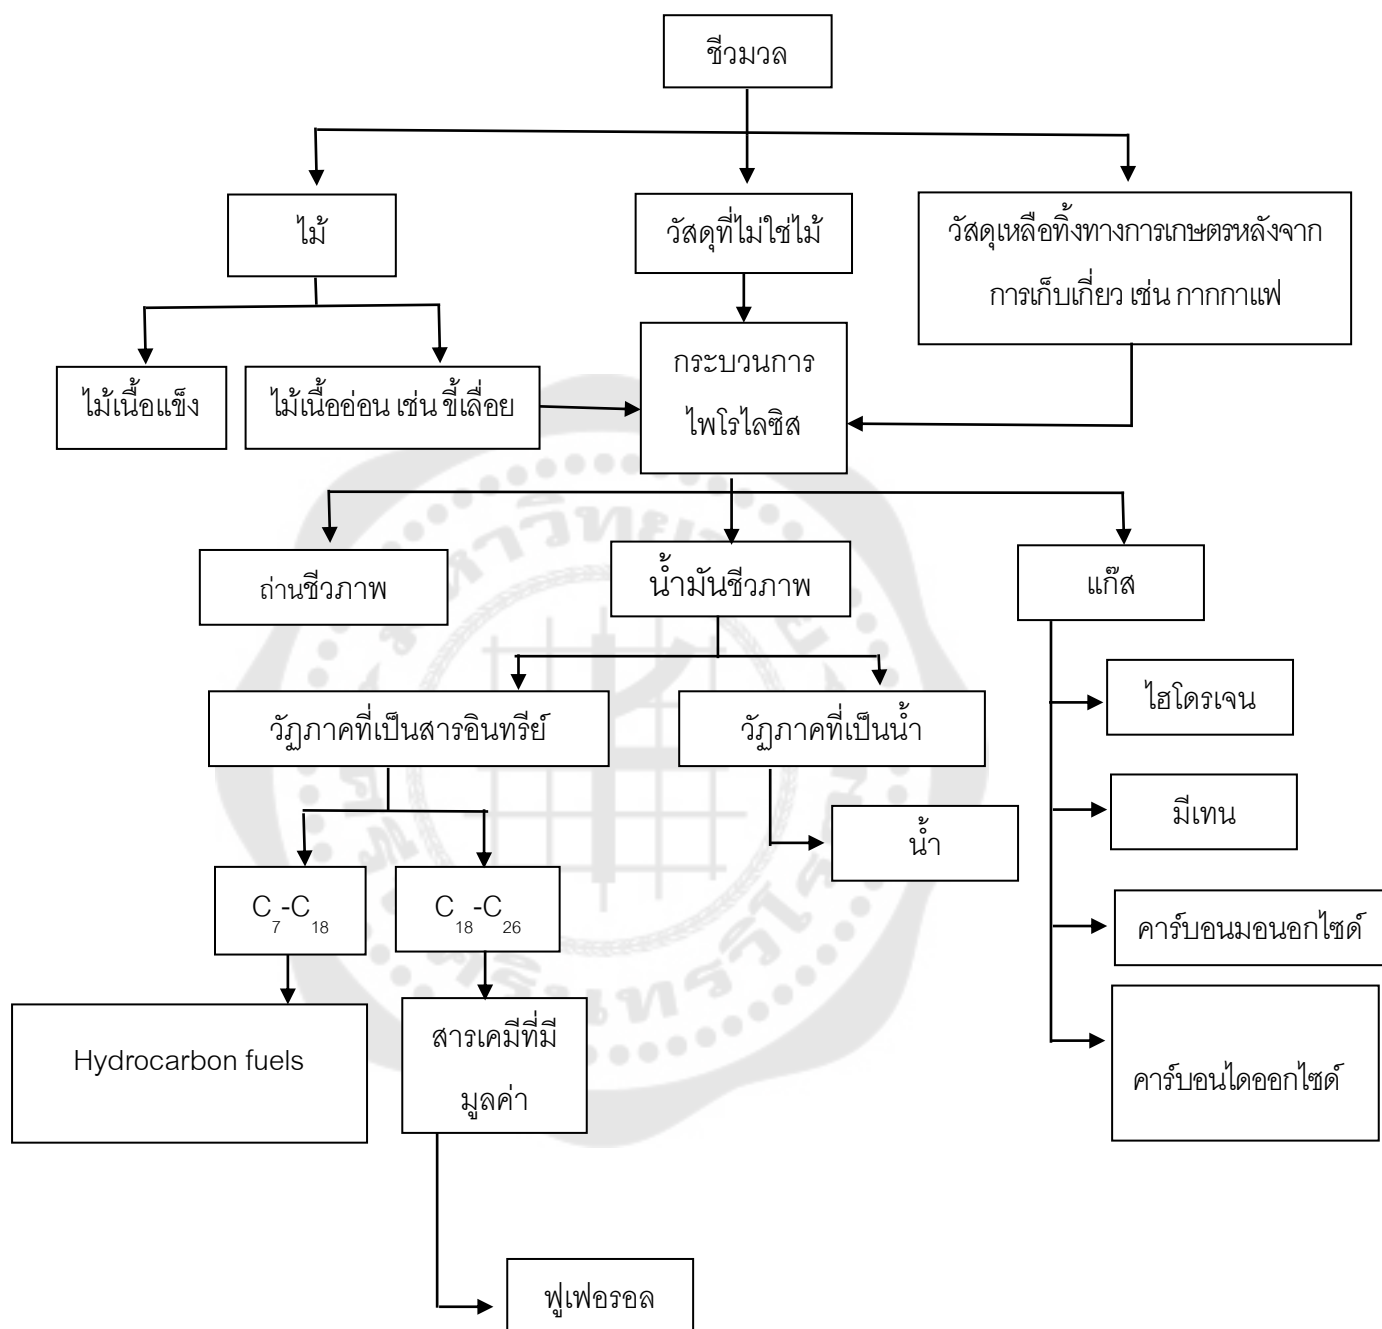 ชีวมวล
ไม้
วัสดุที่ไม่ใช่ไม้
วัสดุเหลือทิ้งทางการเกษตรหลังจาก
การเก็บเกี่ยว เช่น กากกาแฟ
ไม้เนื้อแข็ง
ไม้เนื้ออ่อน เช่น ขี้เลื่อย
กระบวนการ
ไพโรไลซิส
ถ่านชีวภาพ
น้ำมันชีวภาพ
แก๊ส
วัฏภาคที่เป็นสารอินทรีย์
วัฏภาคที่เป็นน้ำ
ไฮโดรเจน
มีเทน
น้ำ
C₇-C₁₈
C₁₈-C₂₆
คาร์บอนมอนอกไซด์
Hydrocarbon fuels
สารเคมีที่มี
มูลค่า
คาร์บอนไดออกไซด์
ฟูเฟอรอล